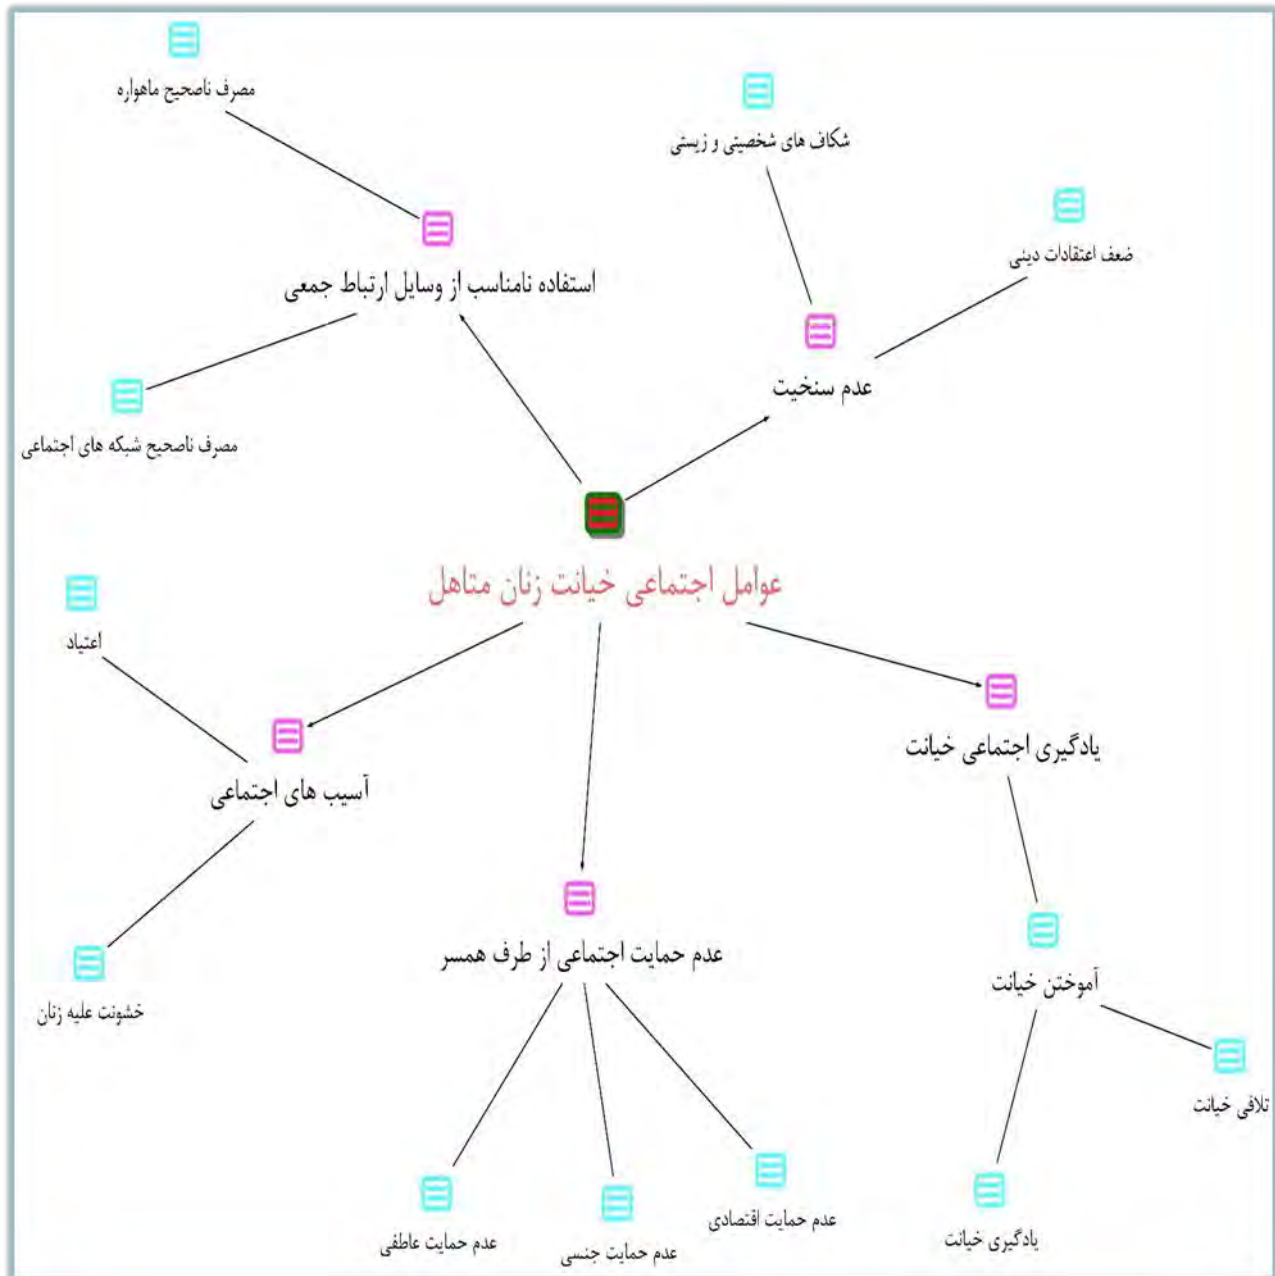 مصرف ناصحیح ماهواره
شکاف های شخصیتی و زیستی
ضعف اعتقادات دینی
استفاده نامناسب از وسایل ارتباط جمعی
عدم سنخیت
مصرف ناصحیح شبکه های اجتماعی
عوامل اجتماعی خیانت زنان متاهل
اعتیاد
یادگیری اجتماعی خیانت
آسیب های اجتماعی
عدم حمایت اجتماعی از طرف همسر
آموختن خیانت
خشونت علیه زنان
تلافی خیانت
عدم حمایت اقتصادی
یادگیری خیانت
عدم حمایت جنسی
عدم حمایت عاطفی